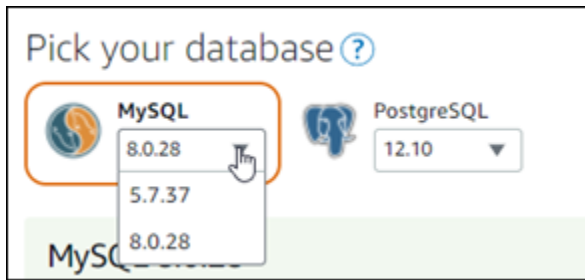 Pick your database ?
MySQL
8.0.28
PostgreSQL
12.10
5.7.37
8.0.28